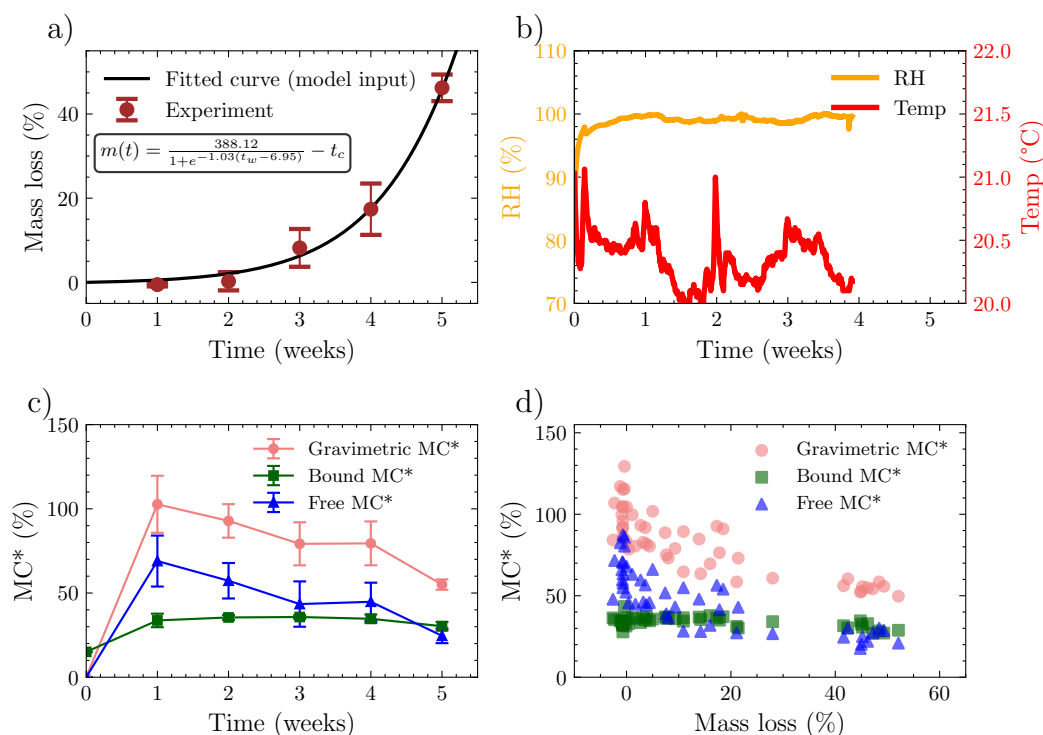 a)
Mass loss (%)
40
20
0
Fitted curve (model input)
Experiment
m(t) = 388.12 / 1+e^{-1.03(t_w-6.95)} - t_c
0 1 2 3 4 5
Time (weeks)
b)
RH (%)
110
100
90
80
70
RH
Temp
22.0
21.5
21.0
20.5
20.0
Temp (°C)
0 1 2 3 4 5
Time (weeks)
c)
MC* (%)
150
100
50
0
Gravimetric MC*
Bound MC*
Free MC*
0 1 2 3 4 5
Time (weeks)
d)
MC* (%)
150
100
50
0
Gravimetric MC*
Bound MC*
Free MC*
0 20 40 60
Mass loss (%)